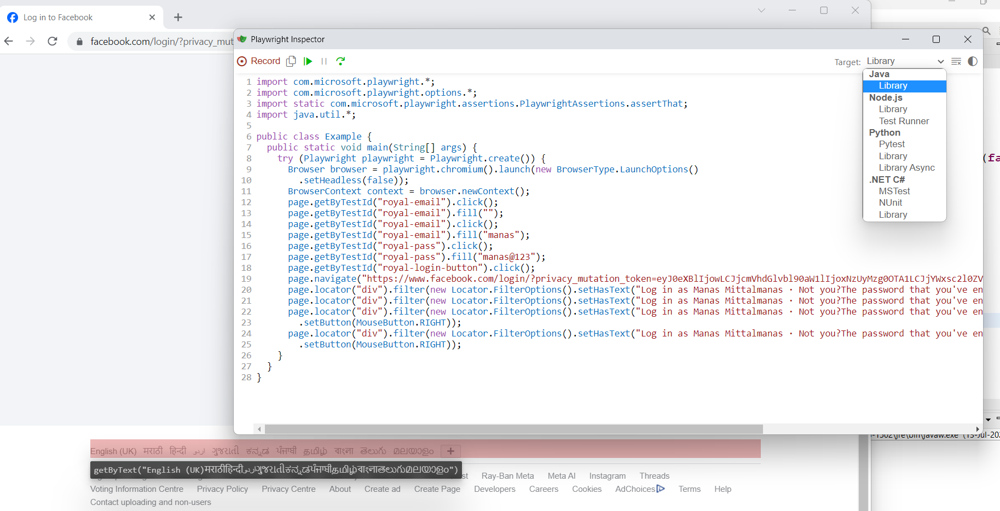 Log in to Facebook
facebook.com/login/?privacy_mut
Playwright Inspector
Record
Target: Library
Java
Library
Node.js
Library
Test Runner
Python
Pytest
Library
Library Async
.NET C#
MSTest
NUnit
Library
1 import com.microsoft.playwright.*;
2 import com.microsoft.playwright.options.*;
3 import static com.microsoft.playwright.assertions.PlaywrightAssertions.assertThat;
4 import java.util.*;
5
6 public class Example {
7 public static void main(String[] args) {
8 try (Playwright playwright = Playwright.create()) {
9 Browser browser = playwright.chromium().launch(new BrowserType.LaunchOptions()
10 .setHeadless(false));
11 BrowserContext context = browser.newContext();
12 page.getByTestId("royal-email").click();
13 page.getByTestId("royal-email").fill("");
14 page.getByTestId("royal-email").click();
15 page.getByTestId("royal-email").fill("manas");
16 page.getByTestId("royal-pass").click();
17 page.getByTestId("royal-pass").fill("manas@123");
18 page.getByTestId("royal-login-button").click();
19 page.navigate("https://www.facebook.com/login/?privacy_mutation_token=eyJ0eXBlIjowLCJjcmVhdGlvbl90aW1lIjoxNzUyMzg0OTA1LCJjYWxsc2l0ZV
20 page.locator("div").filter(new Locator.FilterOptions().setHasText("Log in as Manas Mittalmanas · Not you?The password that you've en
21 page.locator("div").filter(new Locator.FilterOptions().setHasText("Log in as Manas Mittalmanas · Not you?The password that you've en
22 page.locator("div").filter(new Locator.FilterOptions().setHasText("Log in as Manas Mittalmanas · Not you?The password that you've en
23 .setButton(MouseButton.RIGHT));
24 page.locator("div").filter(new Locator.FilterOptions().setHasText("Log in as Manas Mittalmanas · Not you?The password that you've en
25 .setButton(MouseButton.RIGHT));
26 }
27 }
28 }
(fa
English (UK) मराठी हिन्दी اردو ગુજરાતી ಕನ್ನಡ ਪੰਜਾਬੀ தமிழ் বাংলা తెలుగు മലയാളം +
getByText("English (UK)मराठीहिन्दीاردوગુજરાતીಕನ್ನಡਪੰਜਾਬੀதமிழ்বাংলাతెలుగుമലയാളം")
Ray-Ban Meta Meta AI Instagram Threads
Voting Information Centre Privacy Policy Privacy Centre About Create ad Create Page Developers Careers Cookies AdChoices Terms Help
Contact uploading and non-users